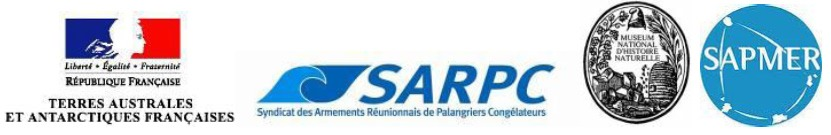 Liberté • Égalité • Fraternité
RÉPUBLIQUE FRANÇAISE
TERRES AUSTRALES
ET ANTARCTIQUES FRANÇAISES
SARPC
Syndicat des Armements Réunionnais de Palangriers Congélateurs
MUSEUM
NATIONAL
D'HISTOIRE
NATURELLE
SAPMER